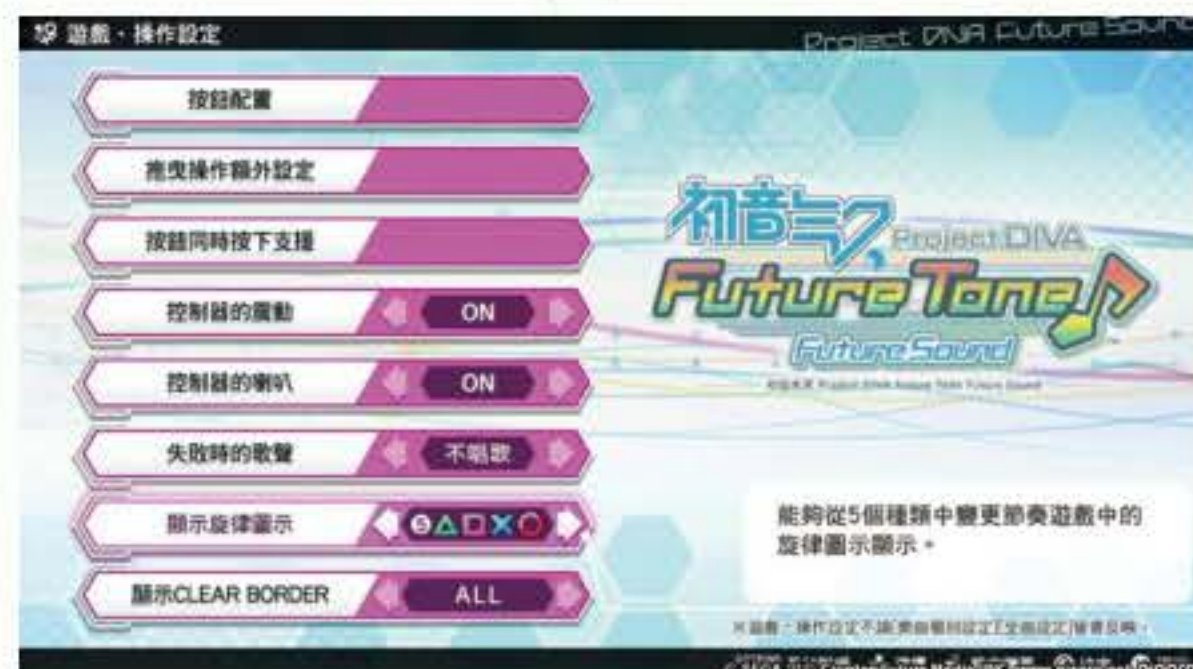 遊戲・操作設定
Project DIVA Future Sound
按鈕配置
拖曳操作額外設定
按鈕同時按下支援
控制器的震動 ON
控制器的喇叭 ON
失敗時的歌聲 不唱歌
顯示旋律圖示 S△□×○
顯示CLEAR BORDER ALL
初音ミク
Project DIVA
Future Tone
Future Sound
能夠從5個種類中變更節奏遊戲中的
旋律圖示顯示。